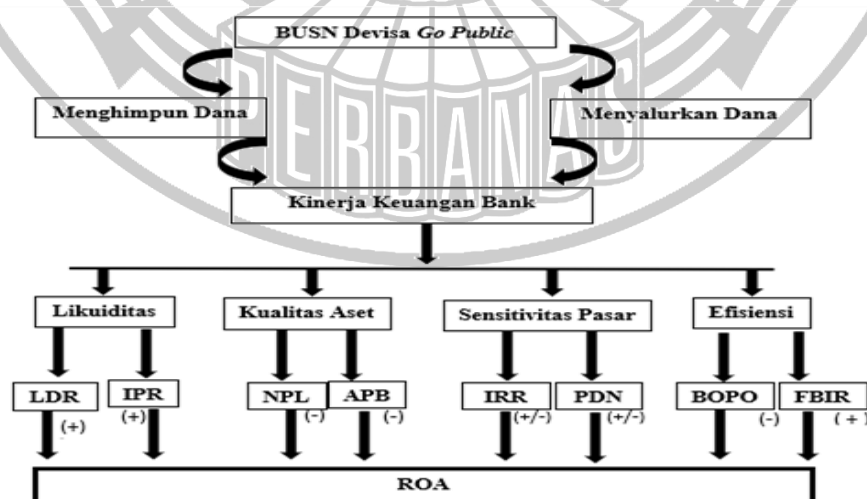 BUSN Devisa Go Public
PERBANAS
Menghimpun Dana
Menyalurkan Dana
Kinerja Keuangan Bank
Likuiditas
Kualitas Aset
Sensitivitas Pasar
Efisiensi
LDR
IPR
NPL
APB
IRR
PDN
BOPO
FBIR
(+)
(+)
(-)
(-)
(+/-)
(+/-)
(-)
( + )
ROA